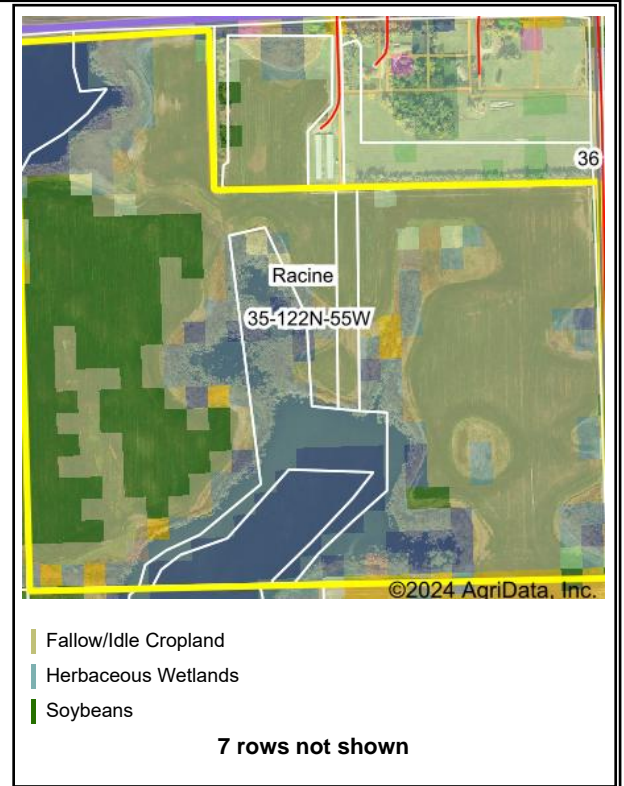 36
Racine
35-122N-55W
©2024 AgriData, Inc.
Fallow/Idle Cropland
Herbaceous Wetlands
Soybeans
7 rows not shown